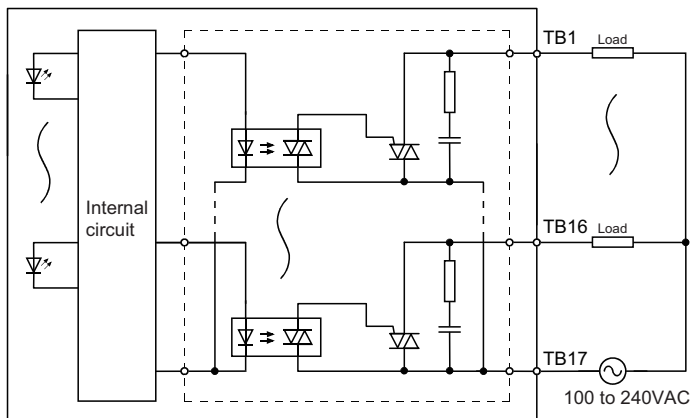 TB1
Load
Internal
circuit
TB16
Load
TB17
100 to 240VAC